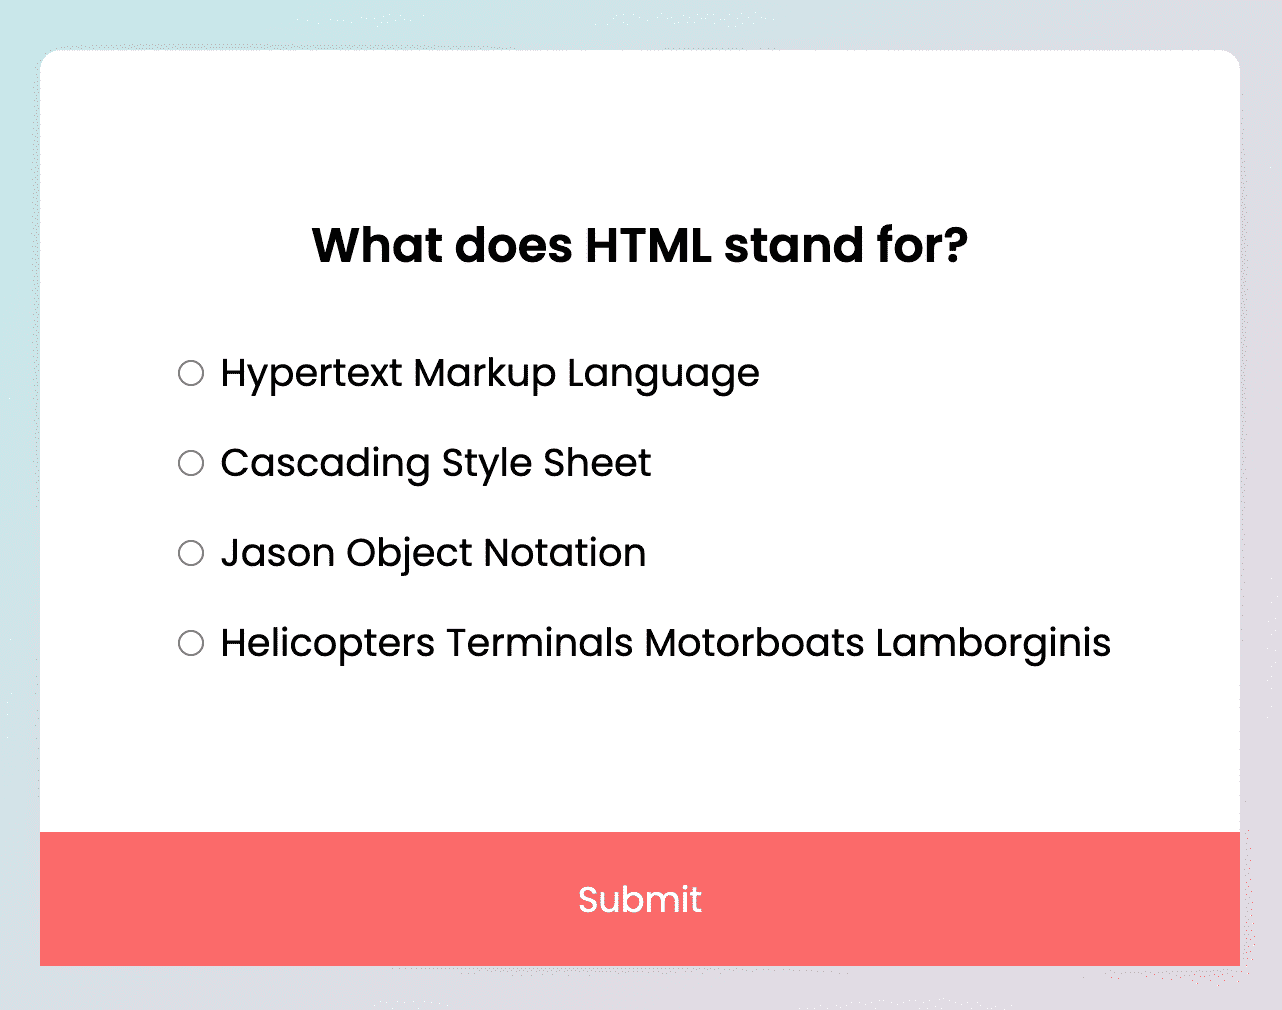 What does HTML stand for?
Hypertext Markup Language
Cascading Style Sheet
Jason Object Notation
Helicopters Terminals Motorboats Lamborginis
Submit